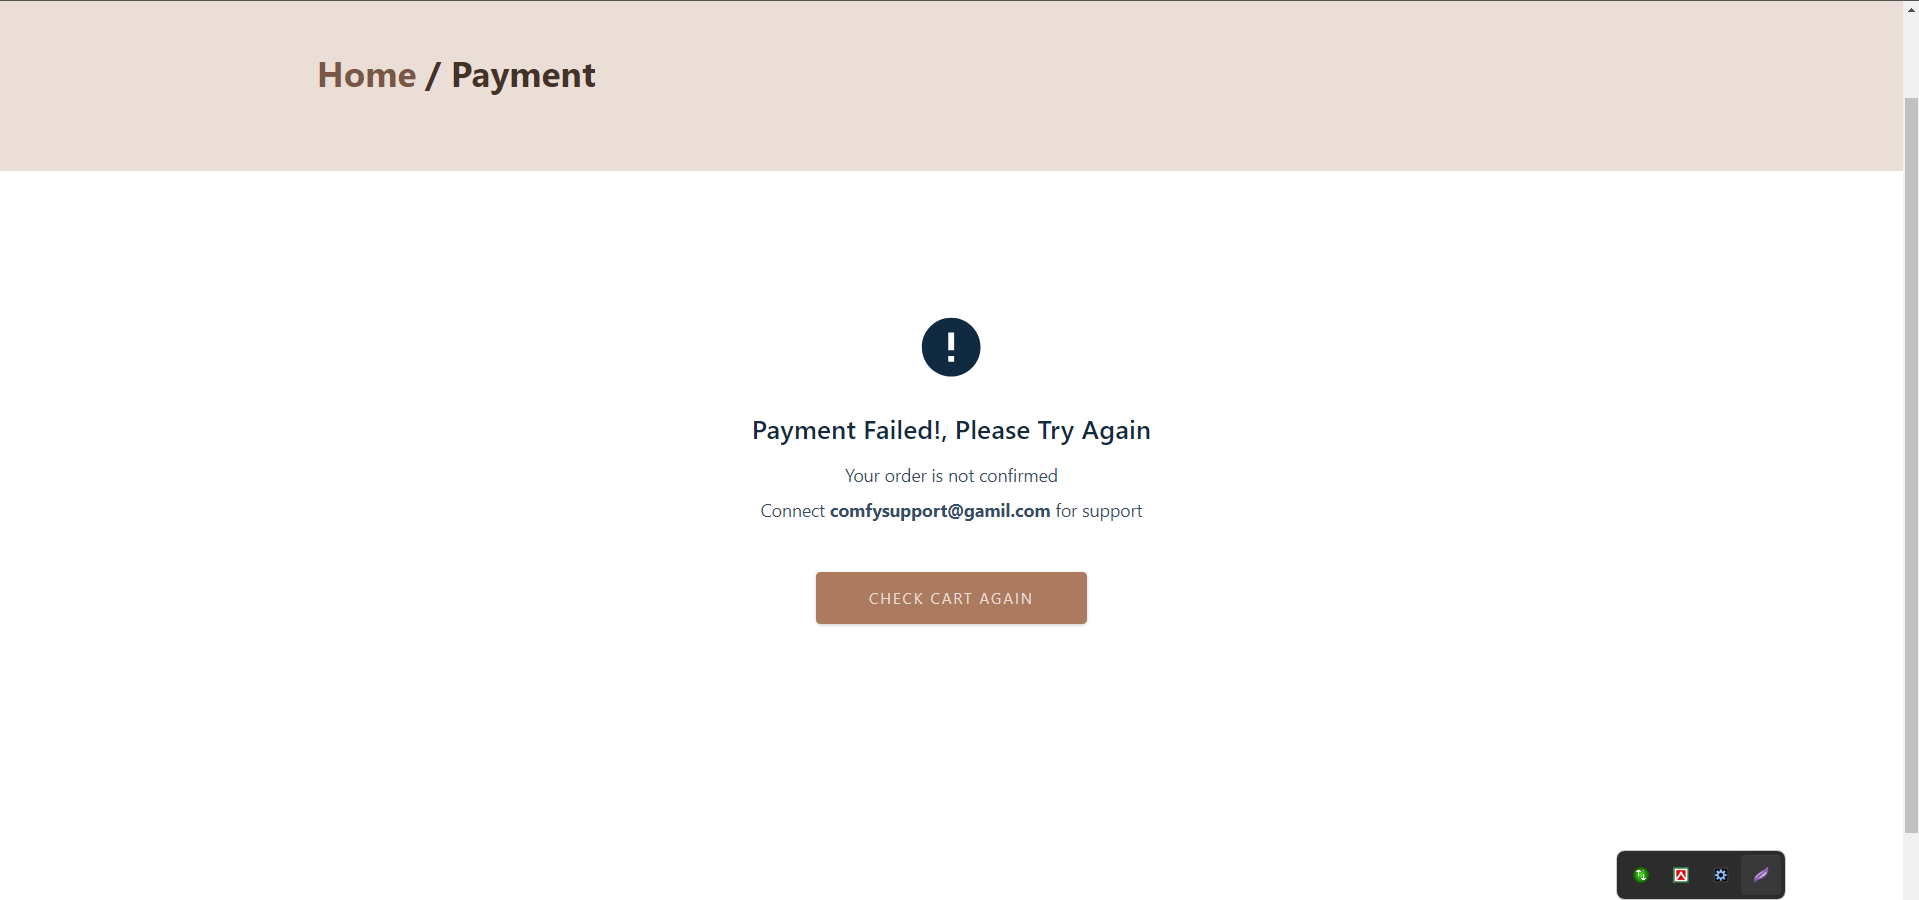 Home / Payment
Payment Failed!, Please Try Again
Your order is not confirmed
Connect comfysupport@gamil.com for support
CHECK CART AGAIN